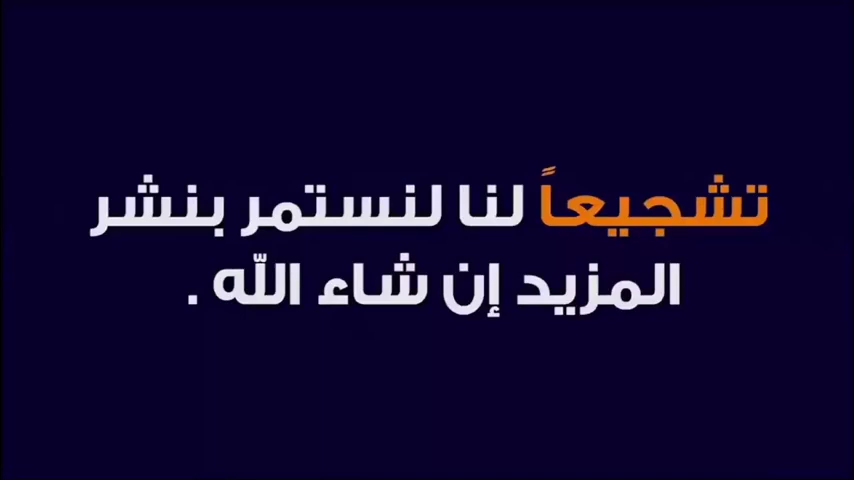 تشجيعاً لنا لنستمر بنشر
المزيد إن شاء الله .